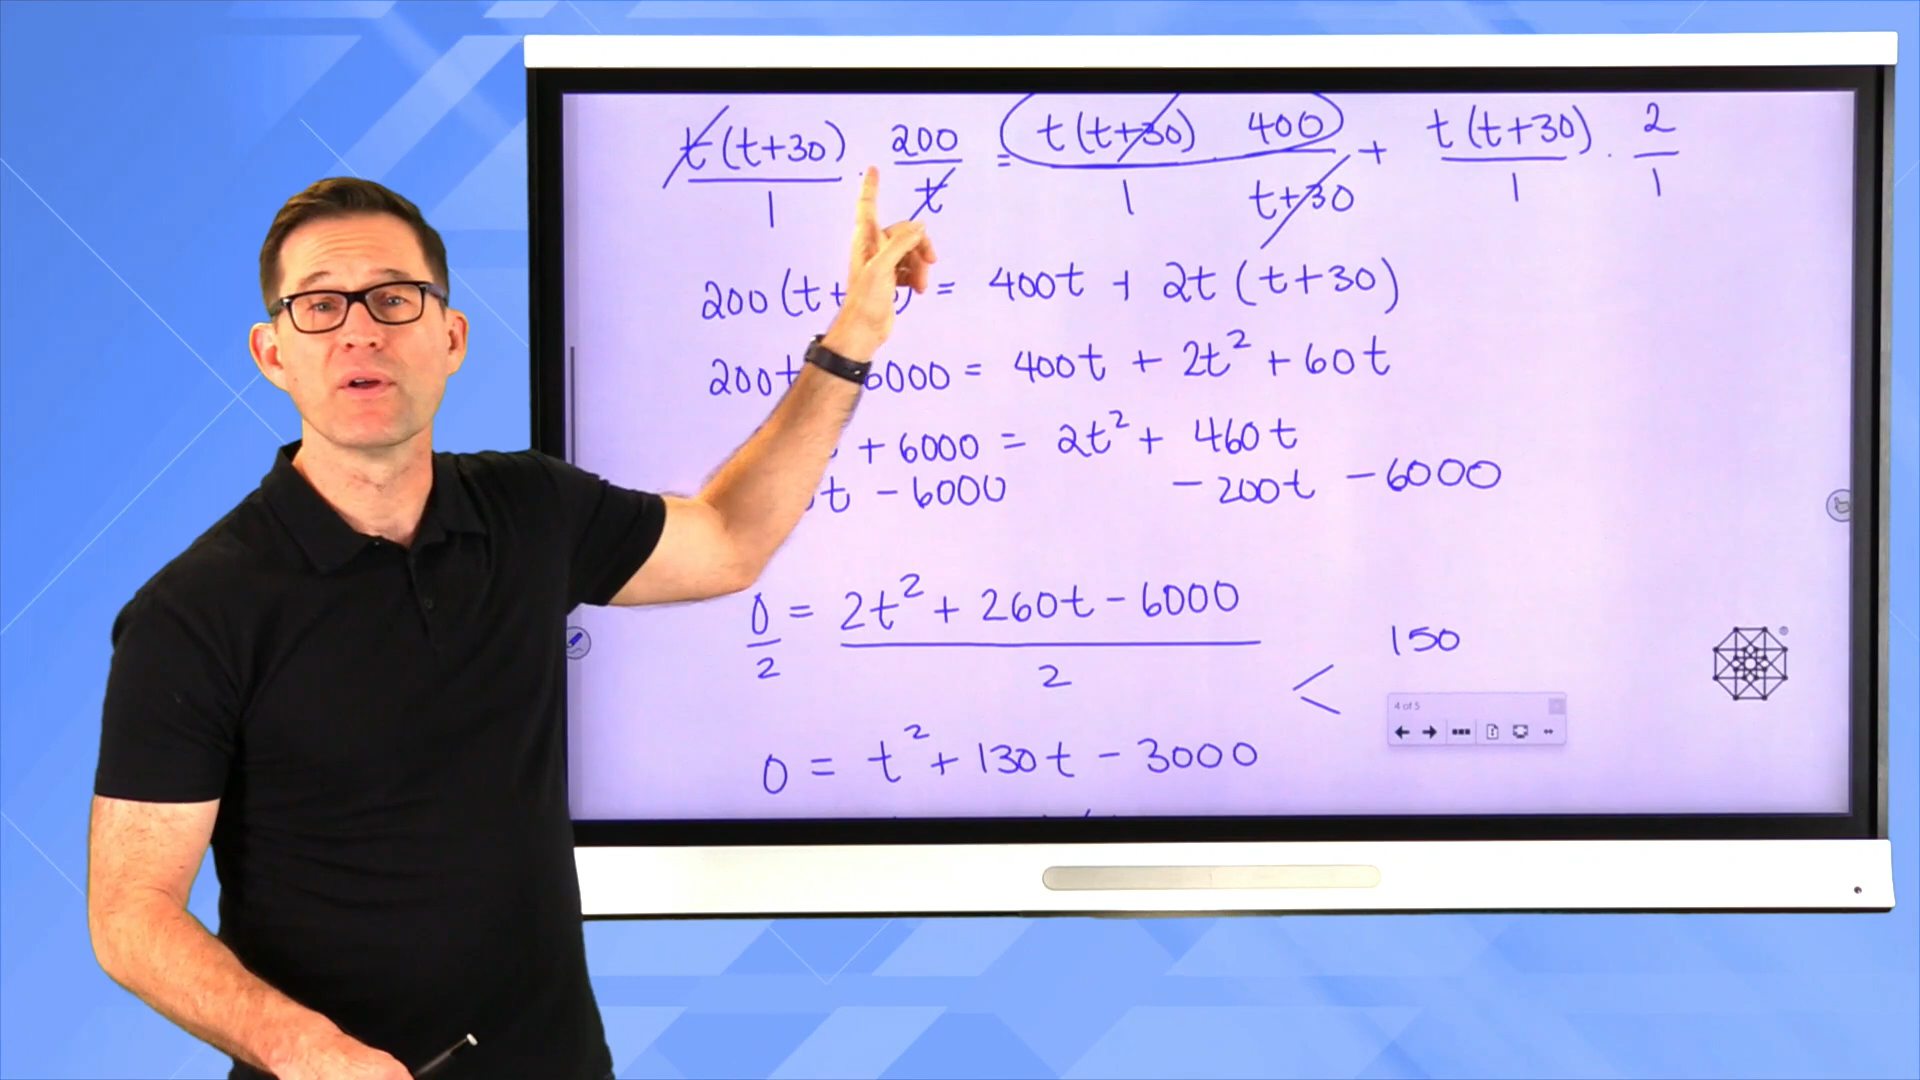 t(t+30) 200 = t(t+30) 400 + t(t+30) · 2
1 t 1 t+30 1 1
200(t+ ) = 400t + 2t(t+30)
200t 6000 = 400t + 2t² + 60t
+ 6000 = 2t² + 460t
t - 6000 - 200t - 6000
0 = 2t² + 260t - 6000
2 2
150
<
4 of 5
0 = t² + 130t - 3000